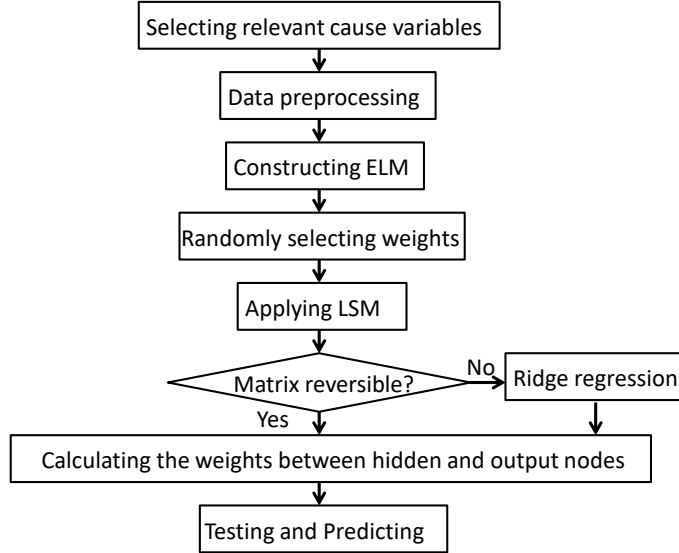 Selecting relevant cause variables
Data preprocessing
Constructing ELM
Randomly selecting weights
Applying LSM
Matrix reversible?
No
Ridge regression
Yes
Calculating the weights between hidden and output nodes
Testing and Predicting